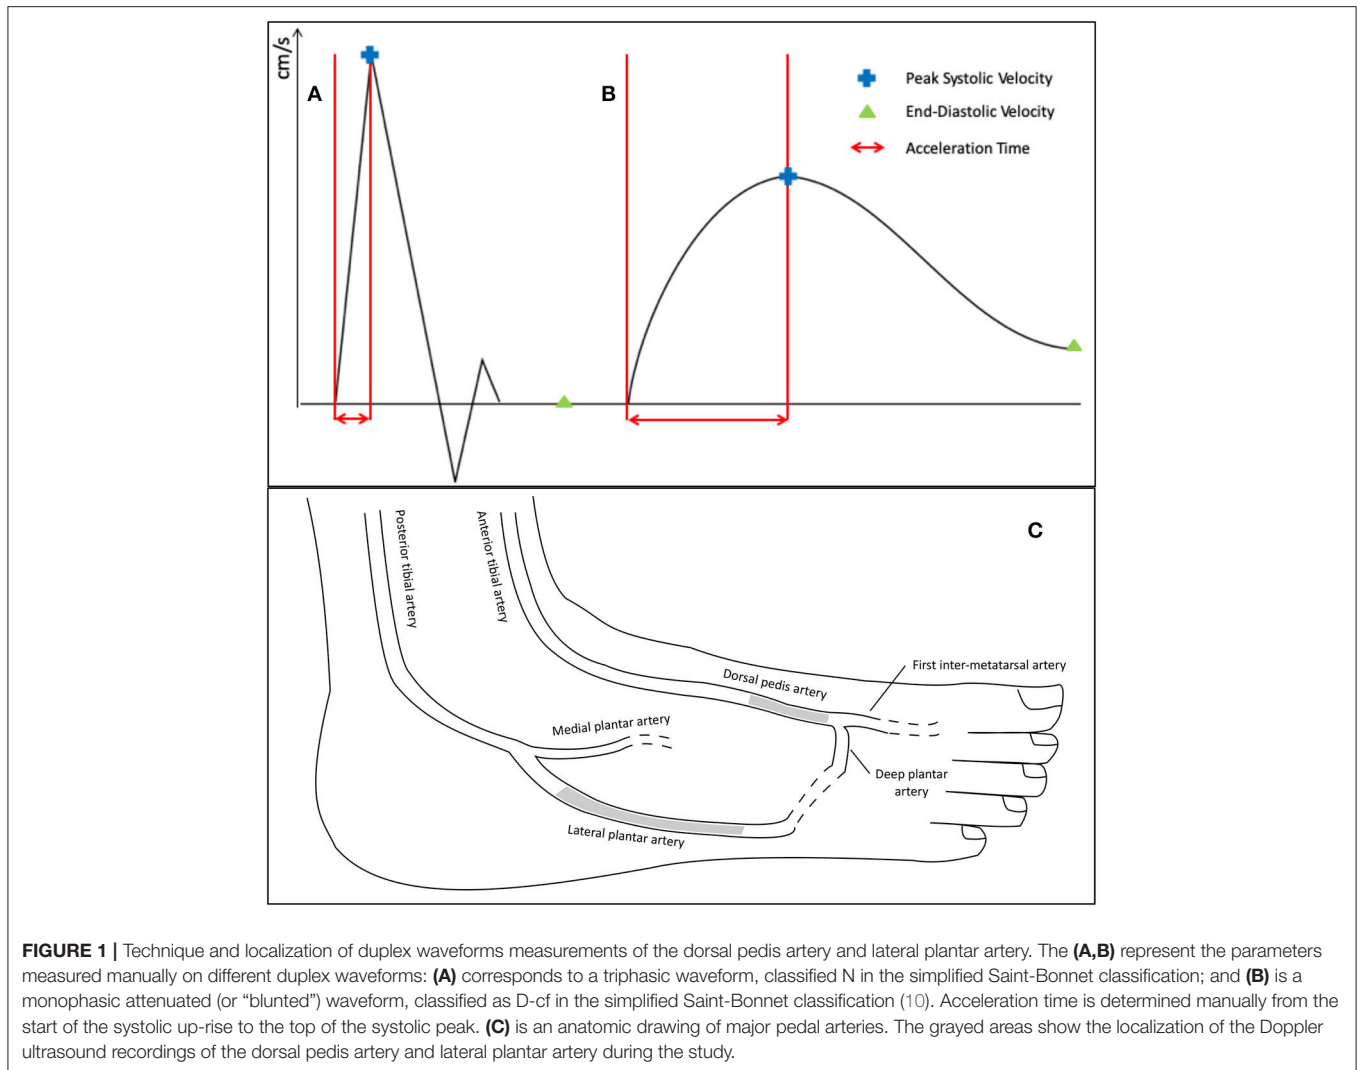 cm/s
A
B
Peak Systolic Velocity
End-Diastolic Velocity
Acceleration Time
C
Posterior tibial artery
Anterior tibial artery
First inter-metatarsal artery
Dorsal pedis artery
Medial plantar artery
Deep plantar
artery
Lateral plantar artery
FIGURE 1 | Technique and localization of duplex waveforms measurements of the dorsal pedis artery and lateral plantar artery. The (A,B) represent the parameters
measured manually on different duplex waveforms: (A) corresponds to a triphasic waveform, classified N in the simplified Saint-Bonnet classification; and (B) is a
monophasic attenuated (or “blunted”) waveform, classified as D-cf in the simplified Saint-Bonnet classification (10). Acceleration time is determined manually from the
start of the systolic up-rise to the top of the systolic peak. (C) is an anatomic drawing of major pedal arteries. The grayed areas show the localization of the Doppler
ultrasound recordings of the dorsal pedis artery and lateral plantar artery during the study.